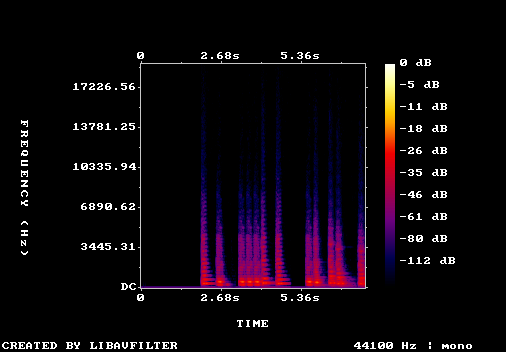 0 2.68s 5.36s
0 dB
-5 dB
-11 dB
-18 dB
-26 dB
-35 dB
-46 dB
-61 dB
-80 dB
-112 dB
17226.56
13781.25
10335.94
6890.62
3445.31
DC
FREQUENCY (Hz)
0 2.68s 5.36s
TIME
CREATED BY LIBAVFILTER
44100 Hz | mono